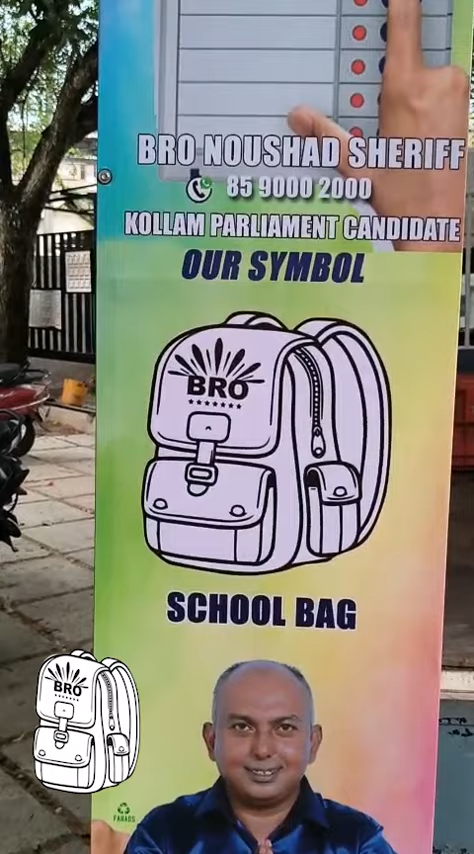 BRO NOUSHAD SHERIFF
85 9000 2000
KOLLAM PARLIAMENT CANDIDATE
OUR SYMBOL
BRO
SCHOOL BAG
BRO